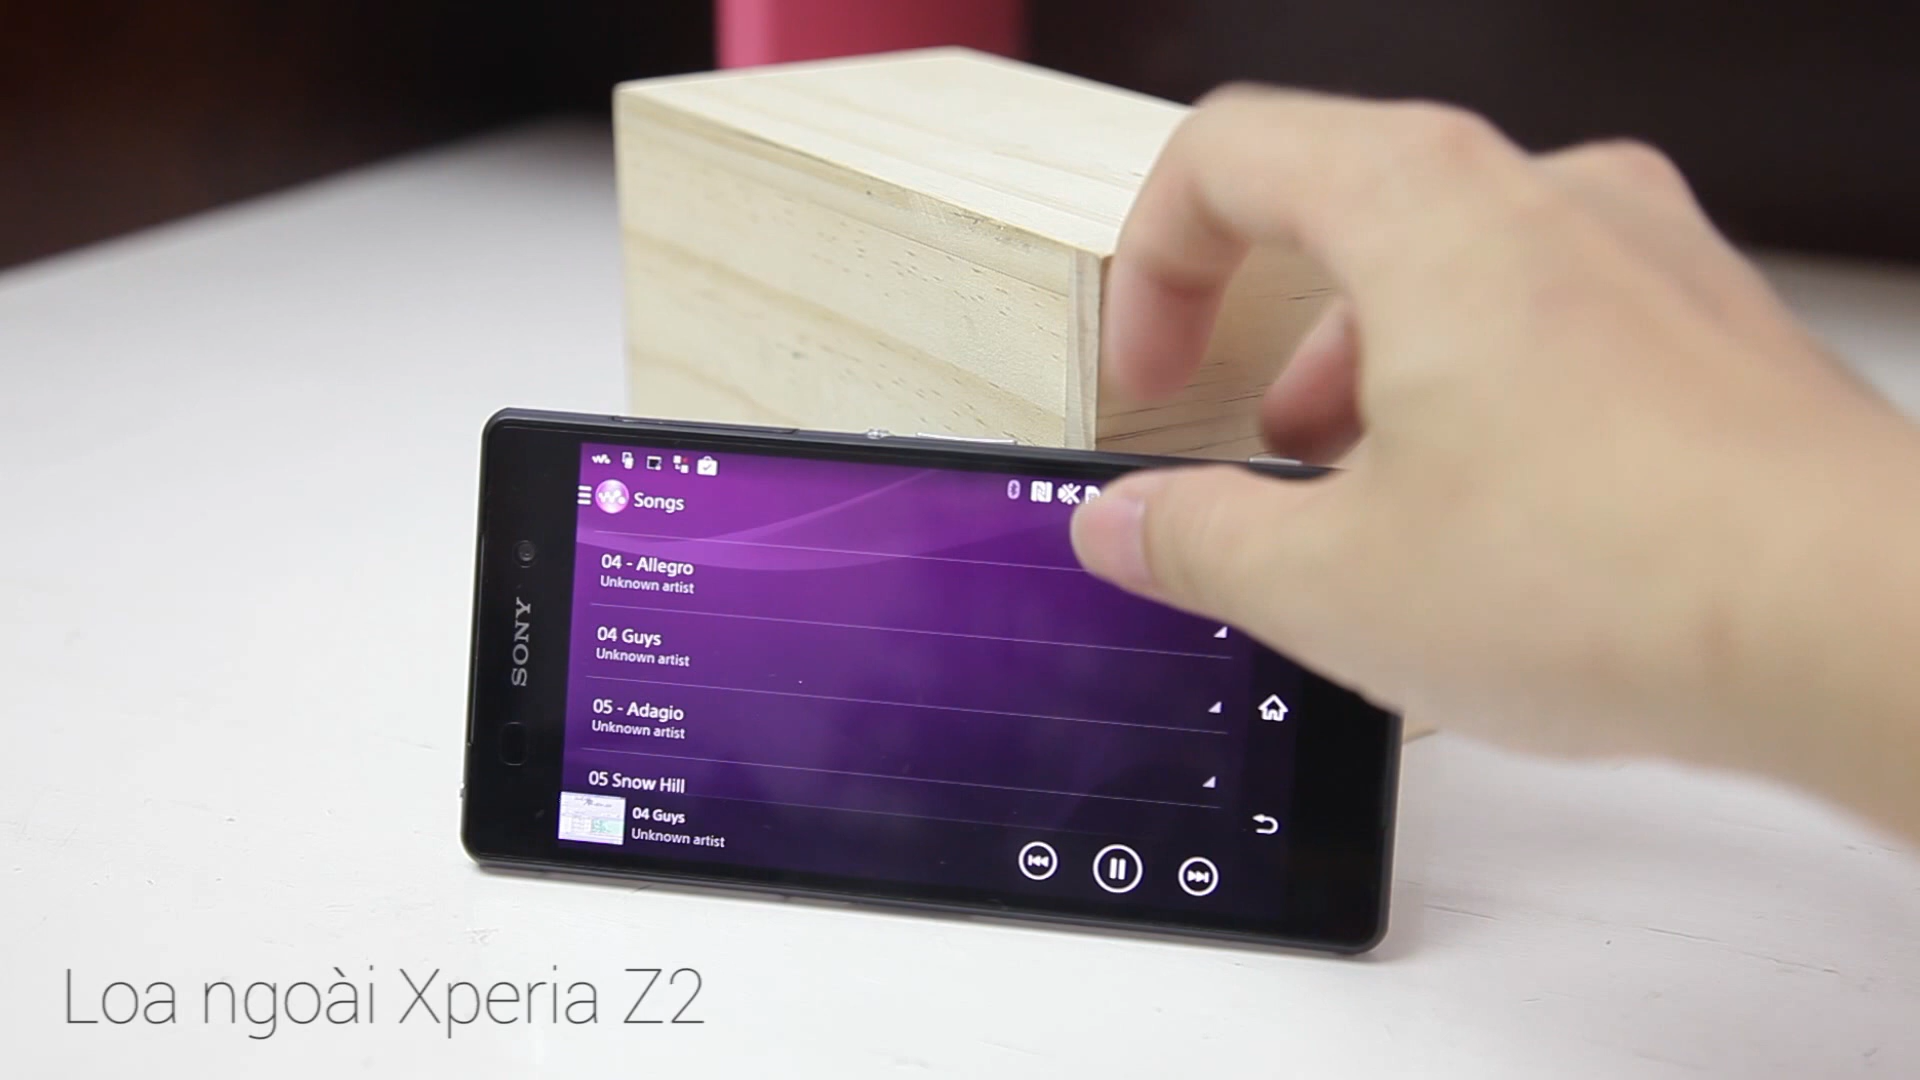 Songs
04 - Allegro
Unknown artist
04 Guys
Unknown artist
05 - Adagio
Unknown artist
05 Snow Hill
04 Guys
Unknown artist
SONY
Loa ngoài Xperia Z2